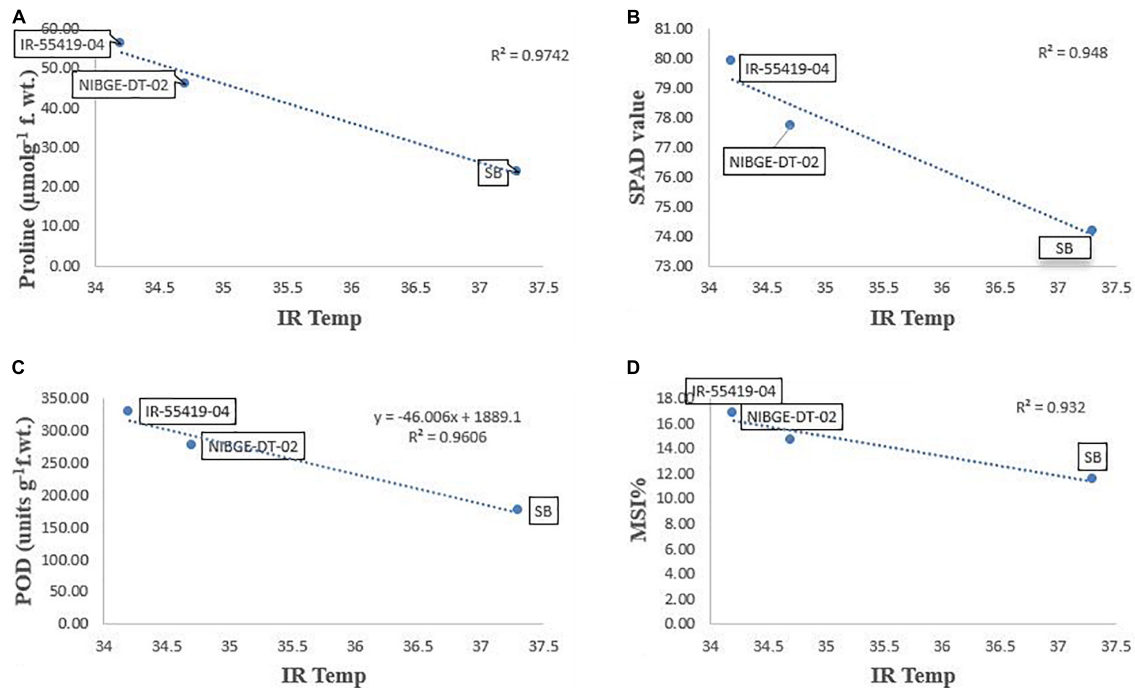 A
Proline (µmolg-1 f. wt.)
60.00
50.00
40.00
30.00
20.00
10.00
0.00
IR-55419-04
NIBGE-DT-02
SB
R² = 0.9742
34 34.5 35 35.5 36 36.5 37 37.5
IR Temp
B
SPAD value
81.00
80.00
79.00
78.00
77.00
76.00
75.00
74.00
73.00
IR-55419-04
NIBGE-DT-02
SB
R² = 0.948
34 34.5 35 35.5 36 36.5 37 37.5
IR Temp
C
POD (units g-1f.wt.)
350.00
300.00
250.00
200.00
150.00
100.00
50.00
0.00
IR-55419-04
NIBGE-DT-02
SB
y = -46.006x + 1889.1
R² = 0.9606
34 34.5 35 35.5 36 36.5 37 37.5
IR Temp
D
MSI%
18.00
16.00
14.00
12.00
10.00
8.00
6.00
4.00
2.00
0.00
IR-55419-04
NIBGE-DT-02
SB
R² = 0.932
34 34.5 35 35.5 36 36.5 37 37.5
IR Temp